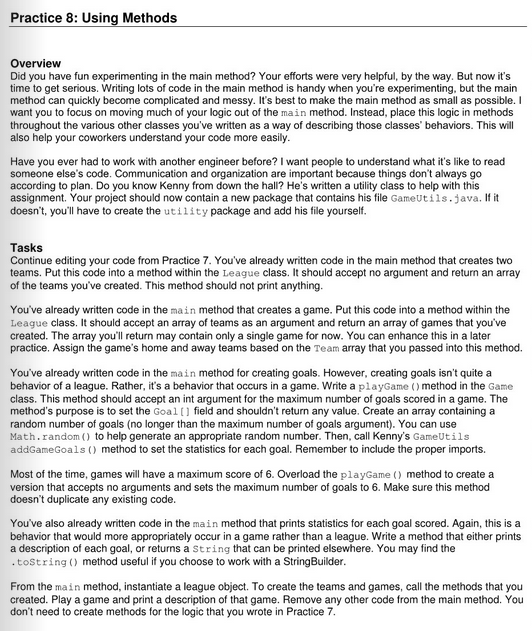 Practice 8: Using Methods
Overview
Did you have fun experimenting in the main method? Your efforts were very helpful, by the way. But now it's
time to get serious. Writing lots of code in the main method is handy when you're experimenting, but the main
method can quickly become complicated and messy. It's best to make the main method as small as possible. I
want you to focus on moving much of your logic out of the main method. Instead, place this logic in methods
throughout the various other classes you've written as a way of describing those classes' behaviors. This will
also help your coworkers understand your code more easily.
Have you ever had to work with another engineer before? I want people to understand what it's like to read
someone else's code. Communication and organization are important because things don't always go
according to plan. Do you know Kenny from down the hall? He's written a utility class to help with this
assignment. Your project should now contain a new package that contains his file GameUtils.java. If it
doesn't, you'll have to create the utility package and add his file yourself.
Tasks
Continue editing your code from Practice 7. You've already written code in the main method that creates two
teams. Put this code into a method within the League class. It should accept no argument and return an array
of the teams you've created. This method should not print anything.
You've already written code in the main method that creates a game. Put this code into a method within the
League class. It should accept an array of teams as an argument and return an array of games that you've
created. The array you'll return may contain only a single game for now. You can enhance this in a later
practice. Assign the game's home and away teams based on the Team array that you passed into this method.
You've already written code in the main method for creating goals. However, creating goals isn't quite a
behavior of a league. Rather, it's a behavior that occurs in a game. Write a playGame() method in the Game
class. This method should accept an int argument for the maximum number of goals scored in a game. The
method's purpose is to set the Goal[] field and shouldn't return any value. Create an array containing a
random number of goals (no longer than the maximum number of goals argument). You can use
Math.random() to help generate an appropriate random number. Then, call Kenny's GameUtils
addGameGoals() method to set the statistics for each goal. Remember to include the proper imports.
Most of the time, games will have a maximum score of 6. Overload the playGame() method to create a
version that accepts no arguments and sets the maximum number of goals to 6. Make sure this method
doesn't duplicate any existing code.
You've also already written code in the main method that prints statistics for each goal scored. Again, this is a
behavior that would more appropriately occur in a game rather than a league. Write a method that either prints
a description of each goal, or returns a String that can be printed elsewhere. You may find the
.toString() method useful if you choose to work with a StringBuilder.
From the main method, instantiate a league object. To create the teams and games, call the methods that you
created. Play a game and print a description of that game. Remove any other code from the main method. You
don't need to create methods for the logic that you wrote in Practice 7.